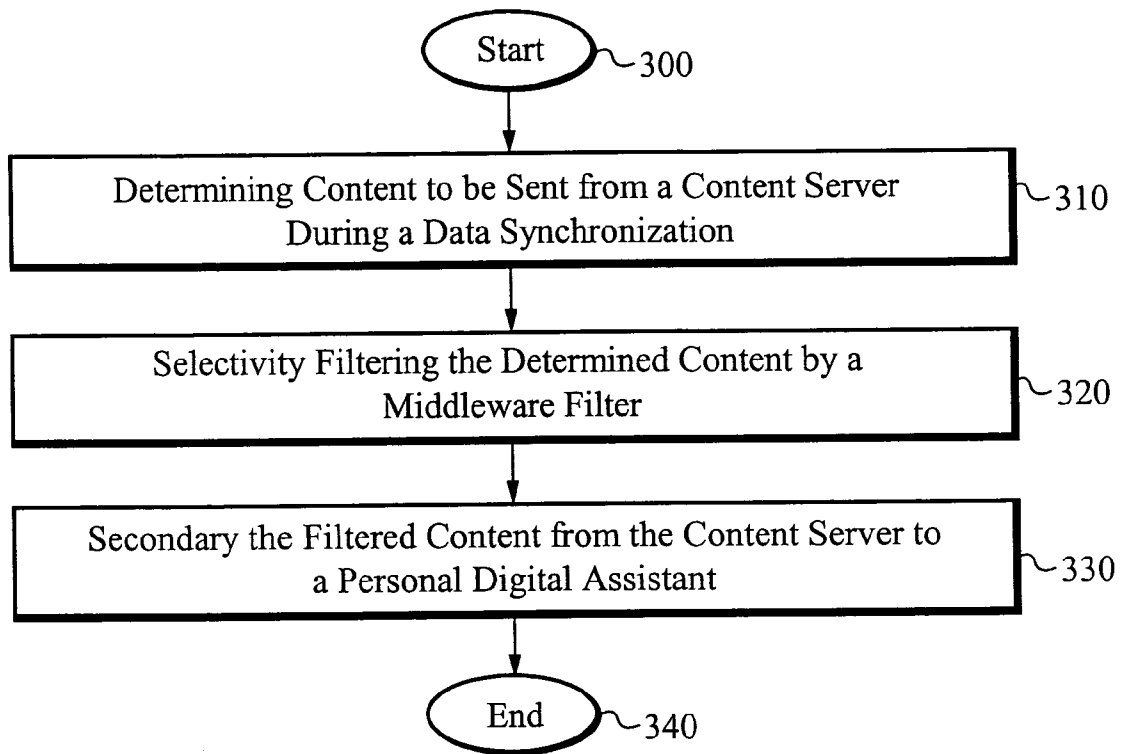 Start
300
Determining Content to be Sent from a Content Server
During a Data Synchronization
310
Selectivity Filtering the Determined Content by a
Middleware Filter
320
Secondary the Filtered Content from the Content Server to
a Personal Digital Assistant
330
End
340